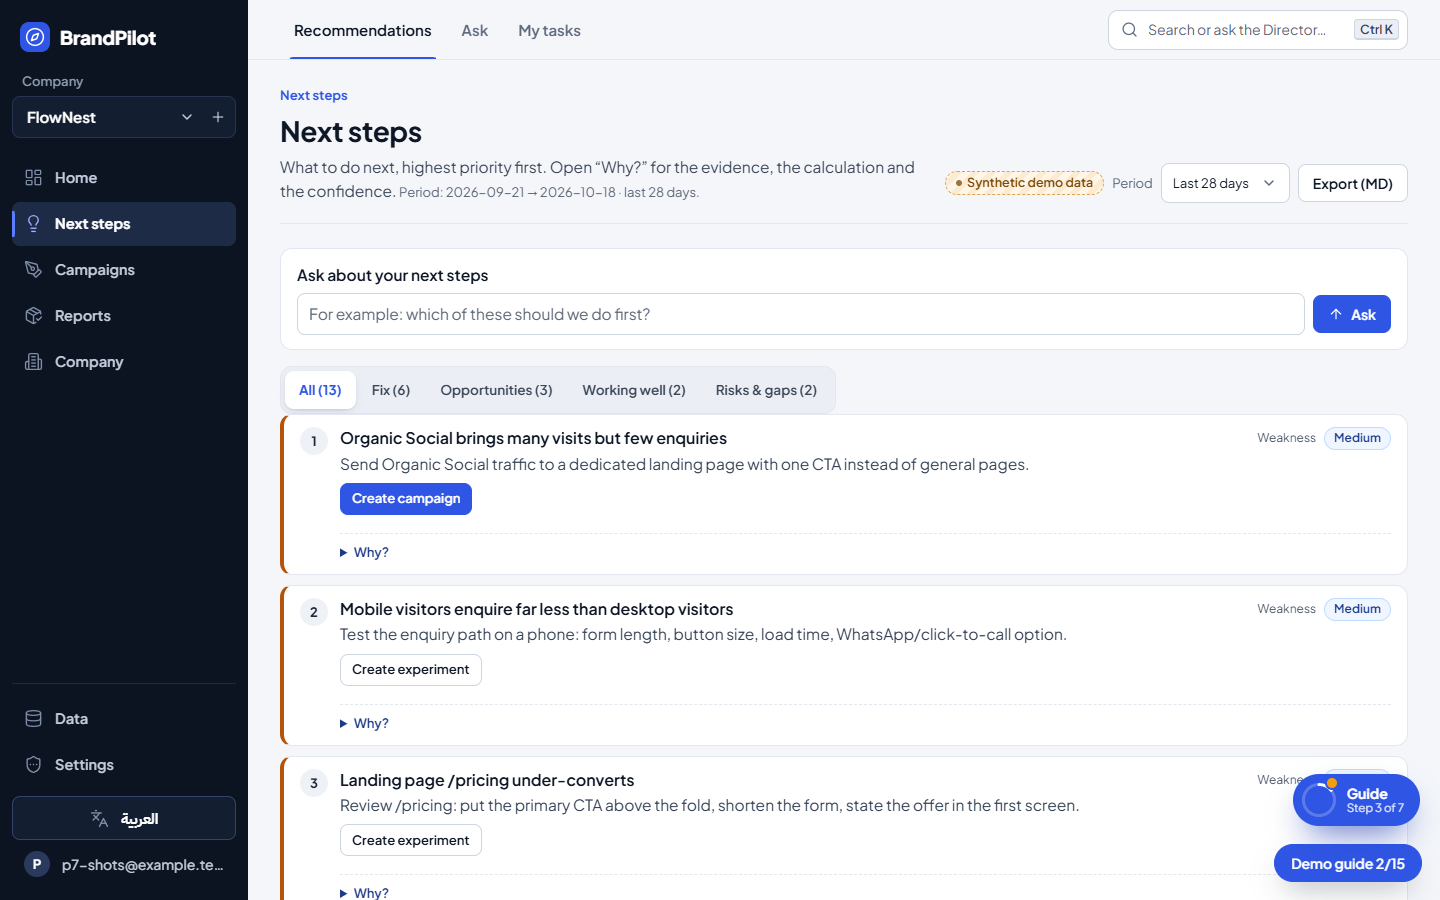 BrandPilot
Company
FlowNest
Home
Next steps
Campaigns
Reports
Company
Data
Settings
العربية
P
p7-shots@example.te…
Recommendations
Ask
My tasks
Search or ask the Director…
Ctrl K
Next steps
Next steps
What to do next, highest priority first. Open “Why?” for the evidence, the calculation and
the confidence. Period: 2026-09-21 → 2026-10-18 · last 28 days.
Synthetic demo data
Period
Last 28 days
Export (MD)
Ask about your next steps
For example: which of these should we do first?
Ask
All (13)
Fix (6)
Opportunities (3)
Working well (2)
Risks & gaps (2)
1
Organic Social brings many visits but few enquiries
Weakness
Medium
Send Organic Social traffic to a dedicated landing page with one CTA instead of general pages.
Create campaign
Why?
2
Mobile visitors enquire far less than desktop visitors
Weakness
Medium
Test the enquiry path on a phone: form length, button size, load time, WhatsApp/click-to-call option.
Create experiment
Why?
3
Landing page /pricing under-converts
Review /pricing: put the primary CTA above the fold, shorten the form, state the offer in the first screen.
Create experiment
Why?
Guide
Step 3 of 7
Demo guide 2/15